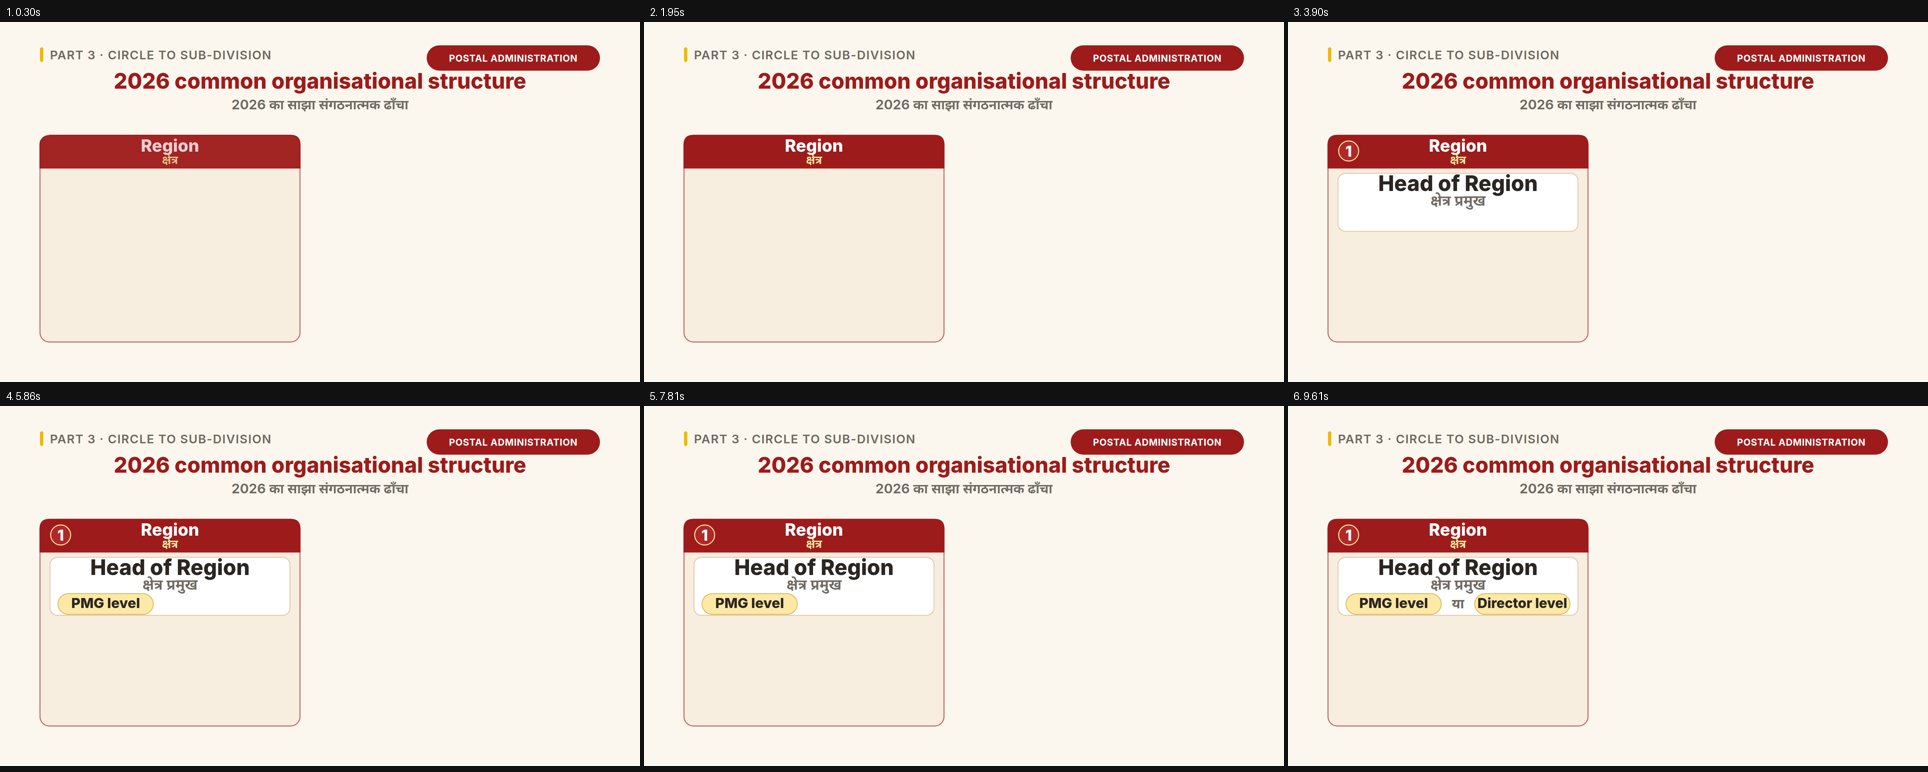 1. 0.30s
PART 3 · CIRCLE TO SUB-DIVISION
POSTAL ADMINISTRATION
2026 common organisational structure
2026 का साझा संगठनात्मक ढाँचा
Region
क्षेत्र
2. 1.95s
PART 3 · CIRCLE TO SUB-DIVISION
POSTAL ADMINISTRATION
2026 common organisational structure
2026 का साझा संगठनात्मक ढाँचा
Region
क्षेत्र
3. 3.90s
PART 3 · CIRCLE TO SUB-DIVISION
POSTAL ADMINISTRATION
2026 common organisational structure
2026 का साझा संगठनात्मक ढाँचा
1 Region
क्षेत्र
Head of Region
क्षेत्र प्रमुख
4. 5.86s
PART 3 · CIRCLE TO SUB-DIVISION
POSTAL ADMINISTRATION
2026 common organisational structure
2026 का साझा संगठनात्मक ढाँचा
1 Region
क्षेत्र
Head of Region
क्षेत्र प्रमुख
PMG level
5. 7.81s
PART 3 · CIRCLE TO SUB-DIVISION
POSTAL ADMINISTRATION
2026 common organisational structure
2026 का साझा संगठनात्मक ढाँचा
1 Region
क्षेत्र
Head of Region
क्षेत्र प्रमुख
PMG level
6. 9.61s
PART 3 · CIRCLE TO SUB-DIVISION
POSTAL ADMINISTRATION
2026 common organisational structure
2026 का साझा संगठनात्मक ढाँचा
1 Region
क्षेत्र
Head of Region
क्षेत्र प्रमुख
PMG level या Director level